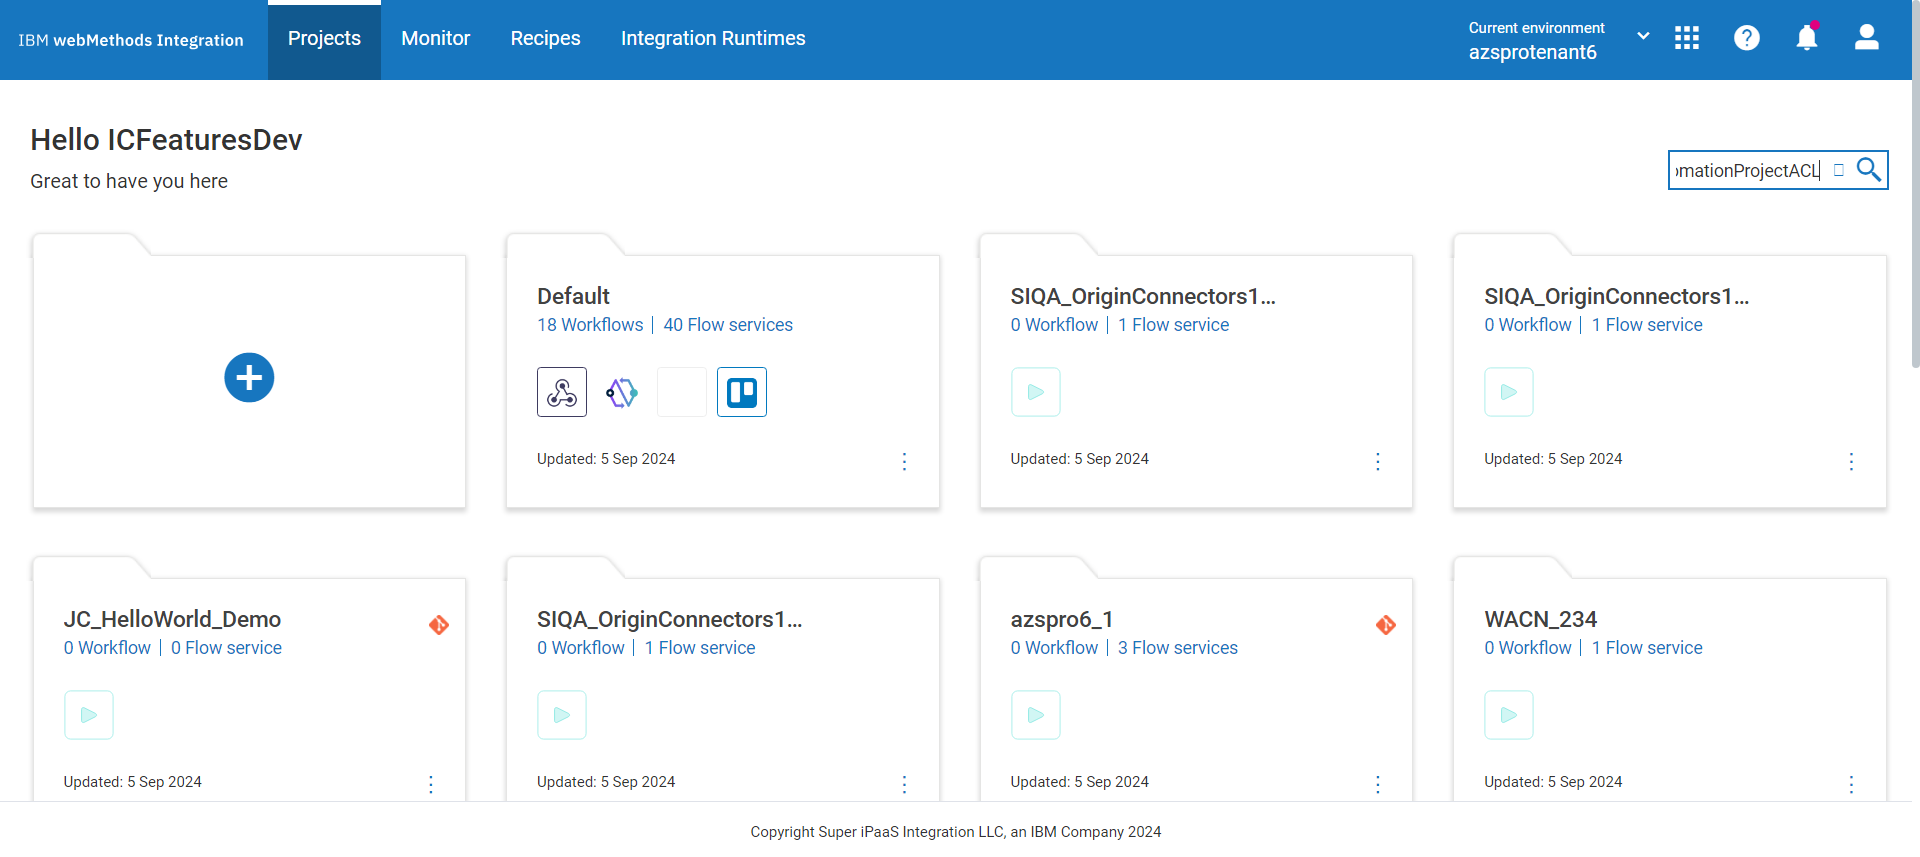 IBM webMethods Integration
Projects
Monitor
Recipes
Integration Runtimes
Current environment
azsprotenant6
Hello ICFeaturesDev
Great to have you here
omationProjectACL
Default
18 Workflows | 40 Flow services
Updated: 5 Sep 2024
SIQA_OriginConnectors1...
0 Workflow | 1 Flow service
Updated: 5 Sep 2024
SIQA_OriginConnectors1...
0 Workflow | 1 Flow service
Updated: 5 Sep 2024
JC_HelloWorld_Demo
0 Workflow | 0 Flow service
Updated: 5 Sep 2024
SIQA_OriginConnectors1...
0 Workflow | 1 Flow service
Updated: 5 Sep 2024
azspro6_1
0 Workflow | 3 Flow services
Updated: 5 Sep 2024
WACN_234
0 Workflow | 1 Flow service
Updated: 5 Sep 2024
Copyright Super iPaaS Integration LLC, an IBM Company 2024